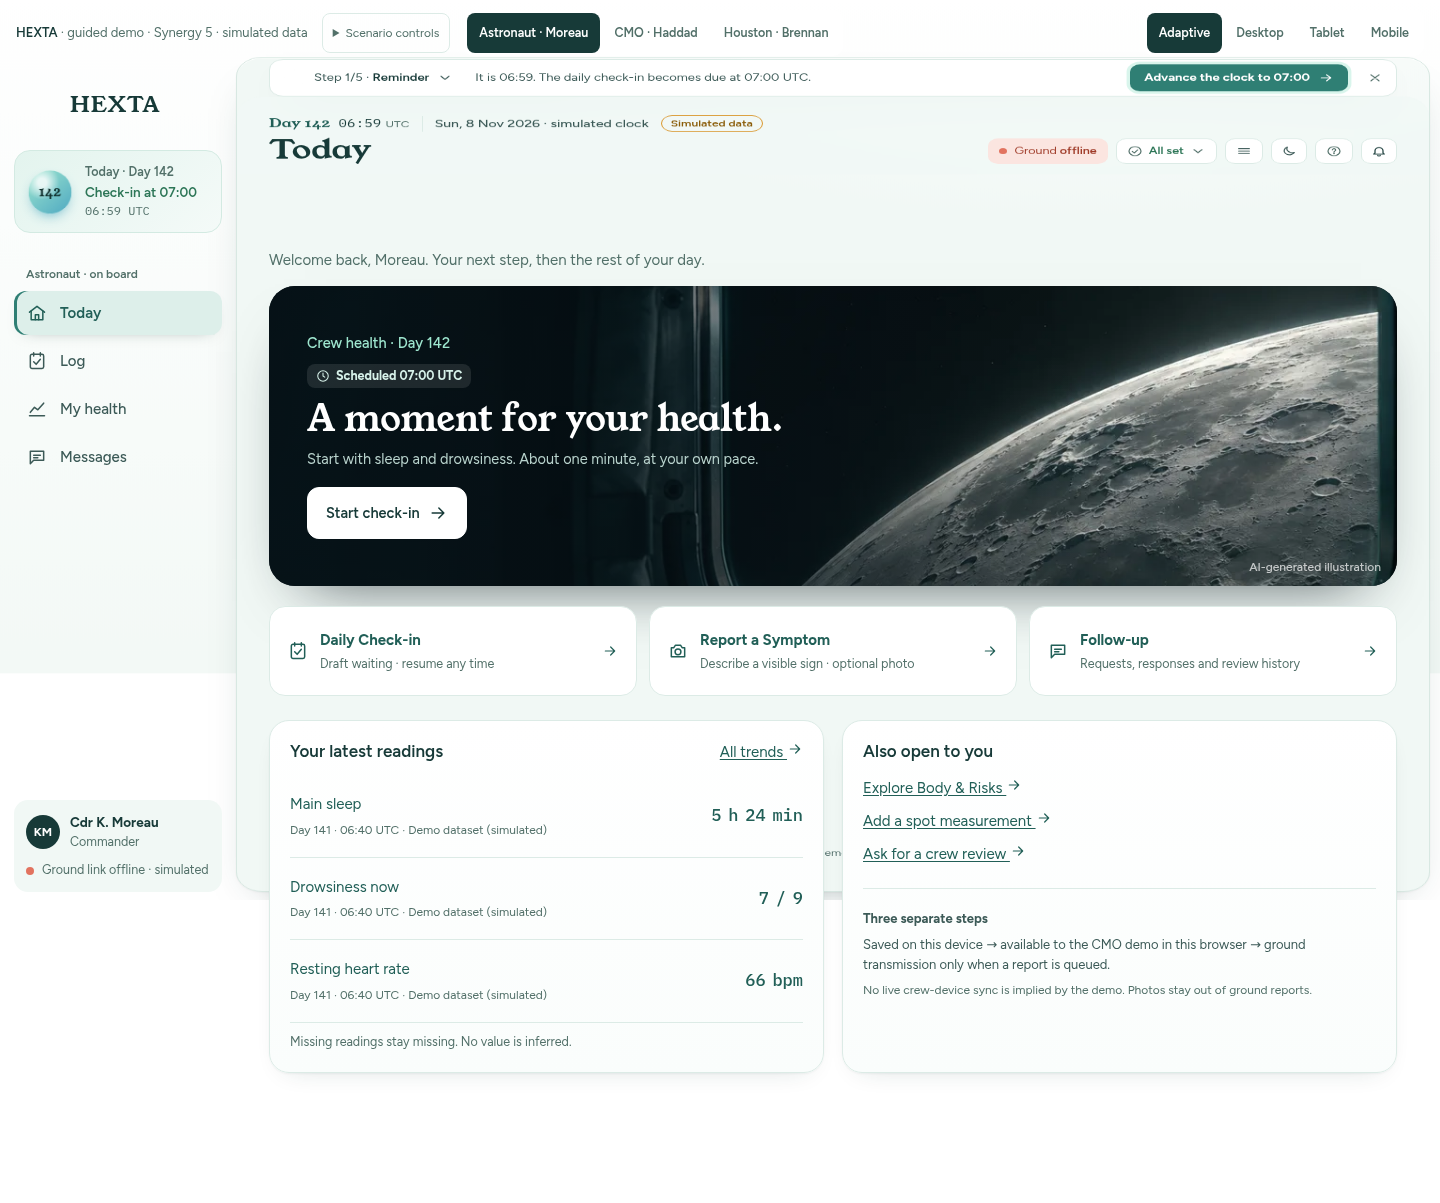 HEXTA · guided demo · Synergy 5 · simulated data
Scenario controls
Astronaut · Moreau
CMO · Haddad
Houston · Brennan
Adaptive
Desktop
Tablet
Mobile
Step 1/5 · Reminder
It is 06:59. The daily check-in becomes due at 07:00 UTC.
Advance the clock to 07:00
HEXTA
142
Today · Day 142
Check-in at 07:00
06:59 UTC
Astronaut · on board
Today
Log
My health
Messages
KM
Cdr K. Moreau
Commander
Ground link offline · simulated
Day 142 06:59 UTC
Sun, 8 Nov 2026 · simulated clock
Simulated data
Today
Ground offline
All set
Welcome back, Moreau. Your next step, then the rest of your day.
Crew health · Day 142
Scheduled 07:00 UTC
A moment for your health.
Start with sleep and drowsiness. About one minute, at your own pace.
Start check-in
AI-generated illustration
Daily Check-in
Draft waiting · resume any time
Report a Symptom
Describe a visible sign · optional photo
Follow-up
Requests, responses and review history
Your latest readings
All trends
Main sleep
Day 141 · 06:40 UTC · Demo dataset (simulated)
5 h 24 min
Drowsiness now
Day 141 · 06:40 UTC · Demo dataset (simulated)
7 / 9
Resting heart rate
Day 141 · 06:40 UTC · Demo dataset (simulated)
66 bpm
Missing readings stay missing. No value is inferred.
Also open to you
Explore Body & Risks
Add a spot measurement
Ask for a crew review
Three separate steps
Saved on this device → available to the CMO demo in this browser → ground
transmission only when a report is queued.
No live crew-device sync is implied by the demo. Photos stay out of ground reports.